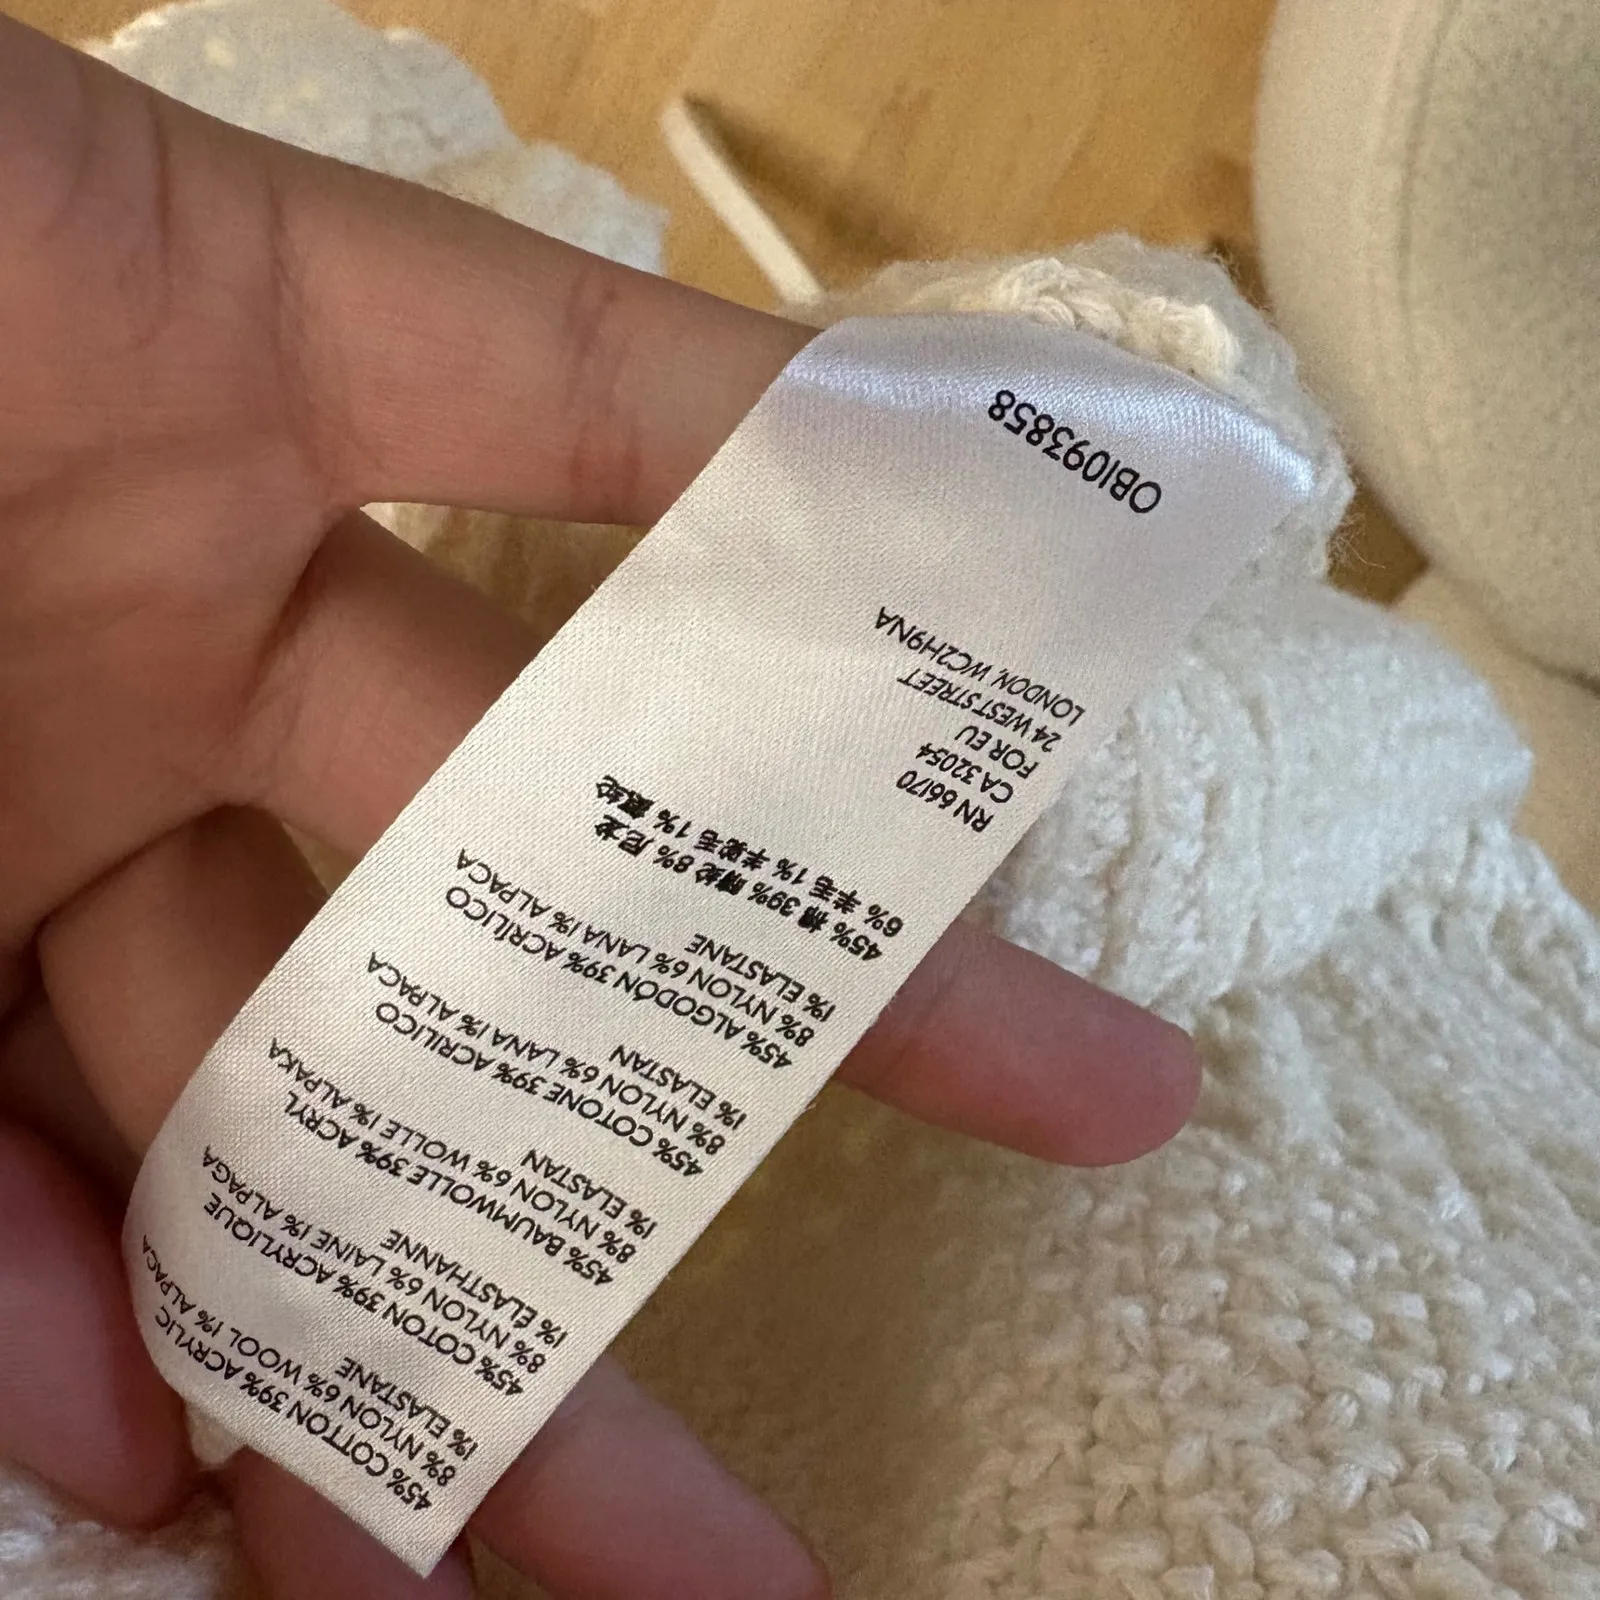 45% COTTON 39% ACRYLIC
8% NYLON 6% WOOL 1% ALPACA
1% ELASTANE
45% COTON 39% ACRYLIQUE
8% NYLON 6% LAINE 1% ALPAGA
1% ÉLASTHANNE
45% BAUMWOLLE 39% ACRYL
8% NYLON 6% WOLLE 1% ALPAKA
1% ELASTAN
45% COTONE 39% ACRILICO
8% NYLON 6% LANA 1% ALPACA
1% ELASTAN
45% ALGODÓN 39% ACRÍLICO
8% NYLON 6% LANA 1% ALPACA
1% ELASTANE
45% 棉 39% 腈纶 8% 尼龙
6% 羊毛 1% 羊驼毛 1% 氨纶
RN 66170
CA 32054
FOR EU
24 WEST STREET
LONDON, WC2H9NA
OB1093858